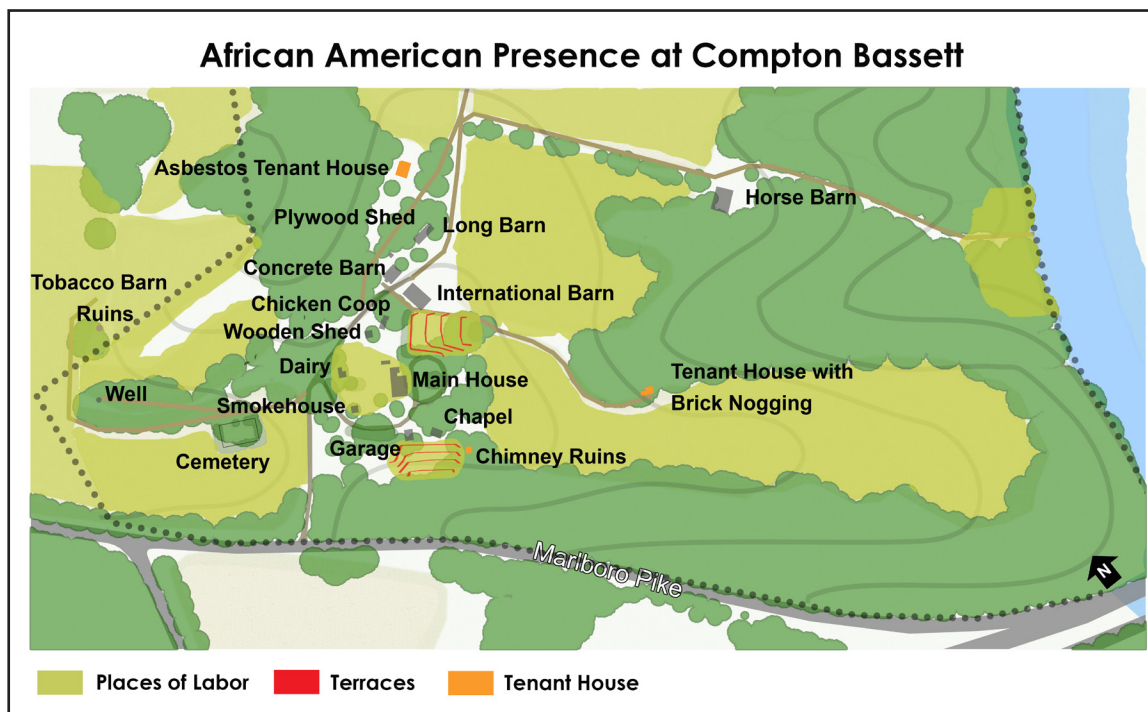 African American Presence at Compton Bassett
Asbestos Tenant House
Horse Barn
Plywood Shed
Long Barn
Concrete Barn
Tobacco Barn
Ruins
International Barn
Chicken Coop
Wooden Shed
Dairy
Main House
Tenant House with
Brick Nogging
Well
Smokehouse
Chapel
Garage
Cemetery
Chimney Ruins
Marlboro Pike
N
Places of Labor
Terraces
Tenant House